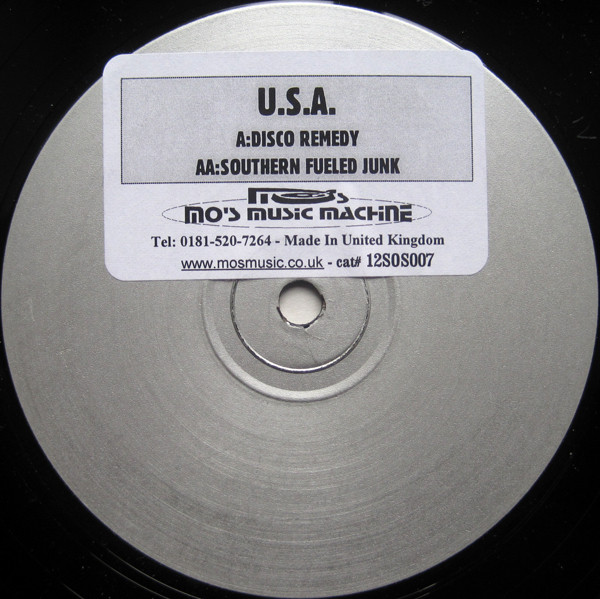 U.S.A.
A:DISCO REMEDY
AA:SOUTHERN FUELED JUNK
MO's
MO'S MUSIC MACHINE
Tel: 0181-520-7264 - Made In United Kingdom
www.mosmusic.co.uk - cat# 12SOS007